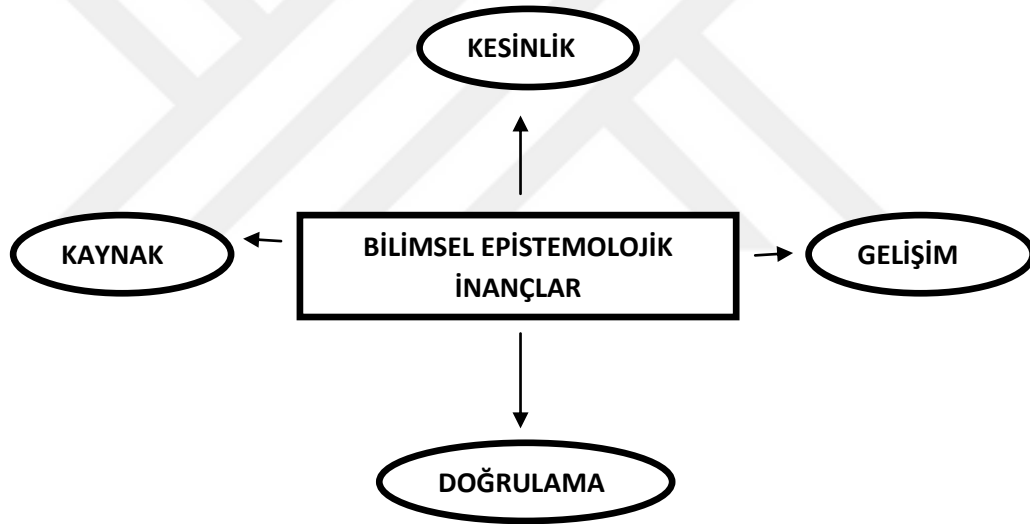 KESİNLİK
KAYNAK
BİLİMSEL EPİSTEMOLOJİK
İNANÇLAR
GELİŞİM
DOĞRULAMA